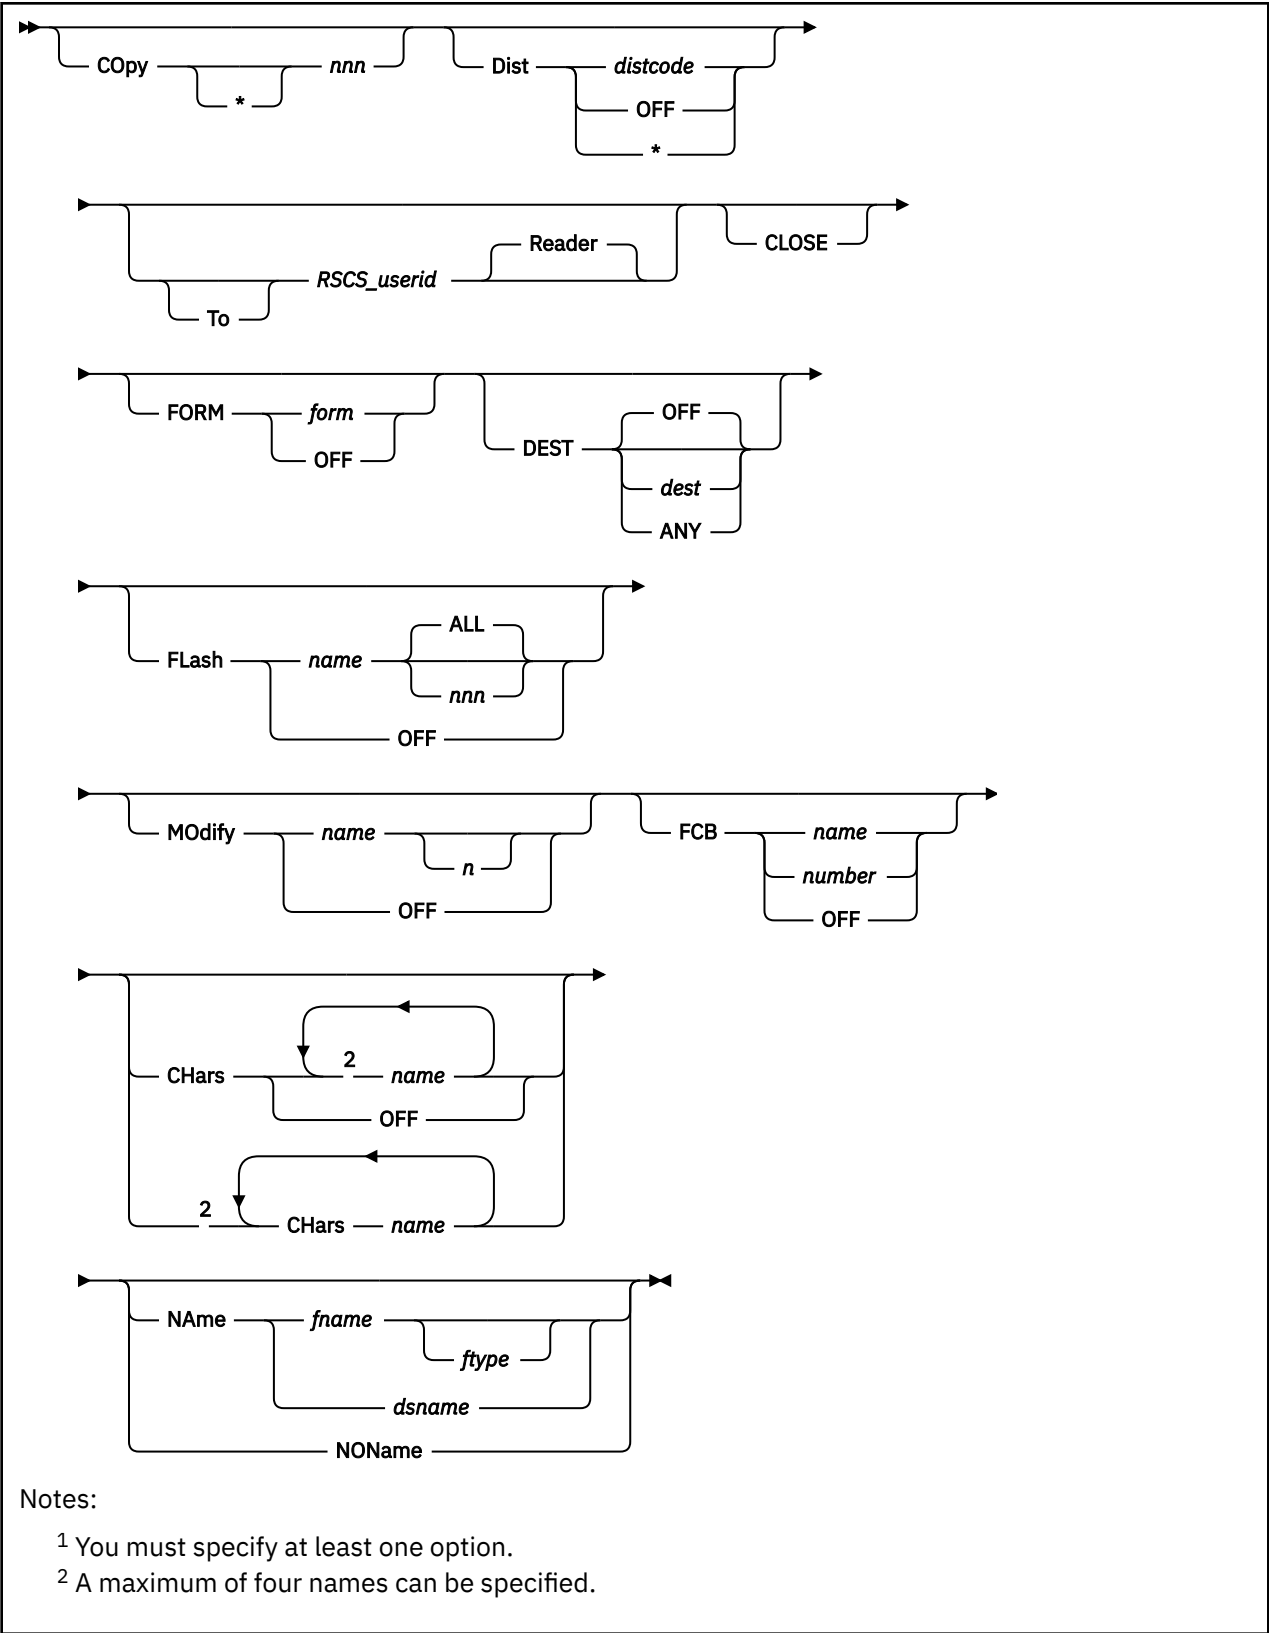 COpy * nnn Dist distcode
OFF
*
Reader
To RSCS_userid CLOSE
FORM form OFF
DEST OFF
dest
ANY
FLash name ALL
nnn
OFF
MOdify name n OFF
FCB name
number
OFF
CHars 2 name
OFF
2 CHars name
NAme fname ftype
dsname
NOName
Notes:
1 You must specify at least one option.
2 A maximum of four names can be specified.